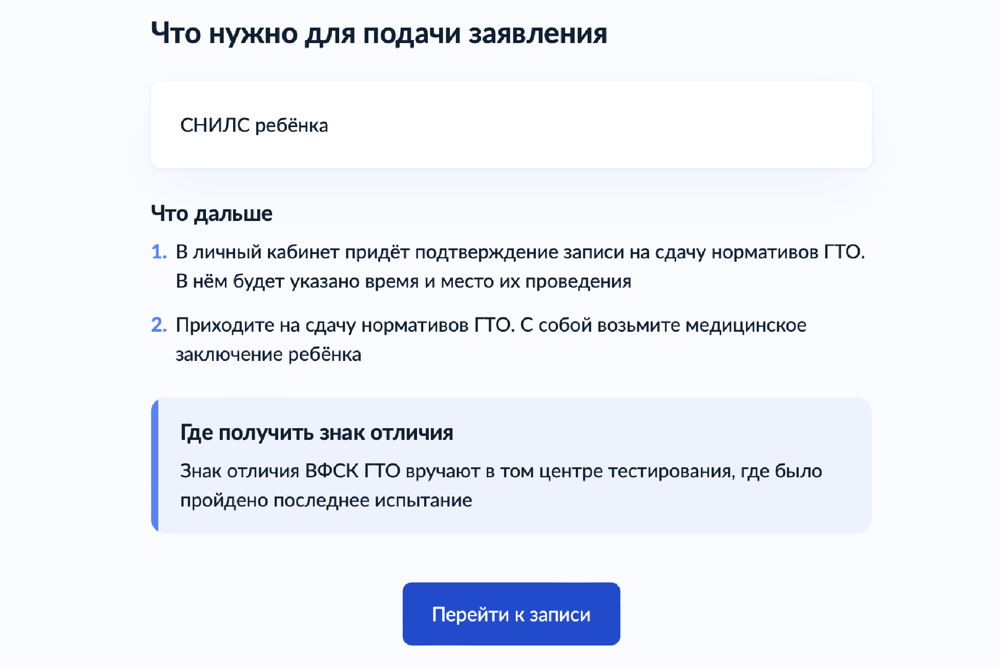 Что нужно для подачи заявления
СНИЛС ребёнка
Что дальше
1. В личный кабинет придёт подтверждение записи на сдачу нормативов ГТО.
В нём будет указано время и место их проведения
2. Приходите на сдачу нормативов ГТО. С собой возьмите медицинское
заключение ребёнка
Где получить знак отличия
Знак отличия ВФСК ГТО вручают в том центре тестирования, где было
пройдено последнее испытание
Перейти к записи